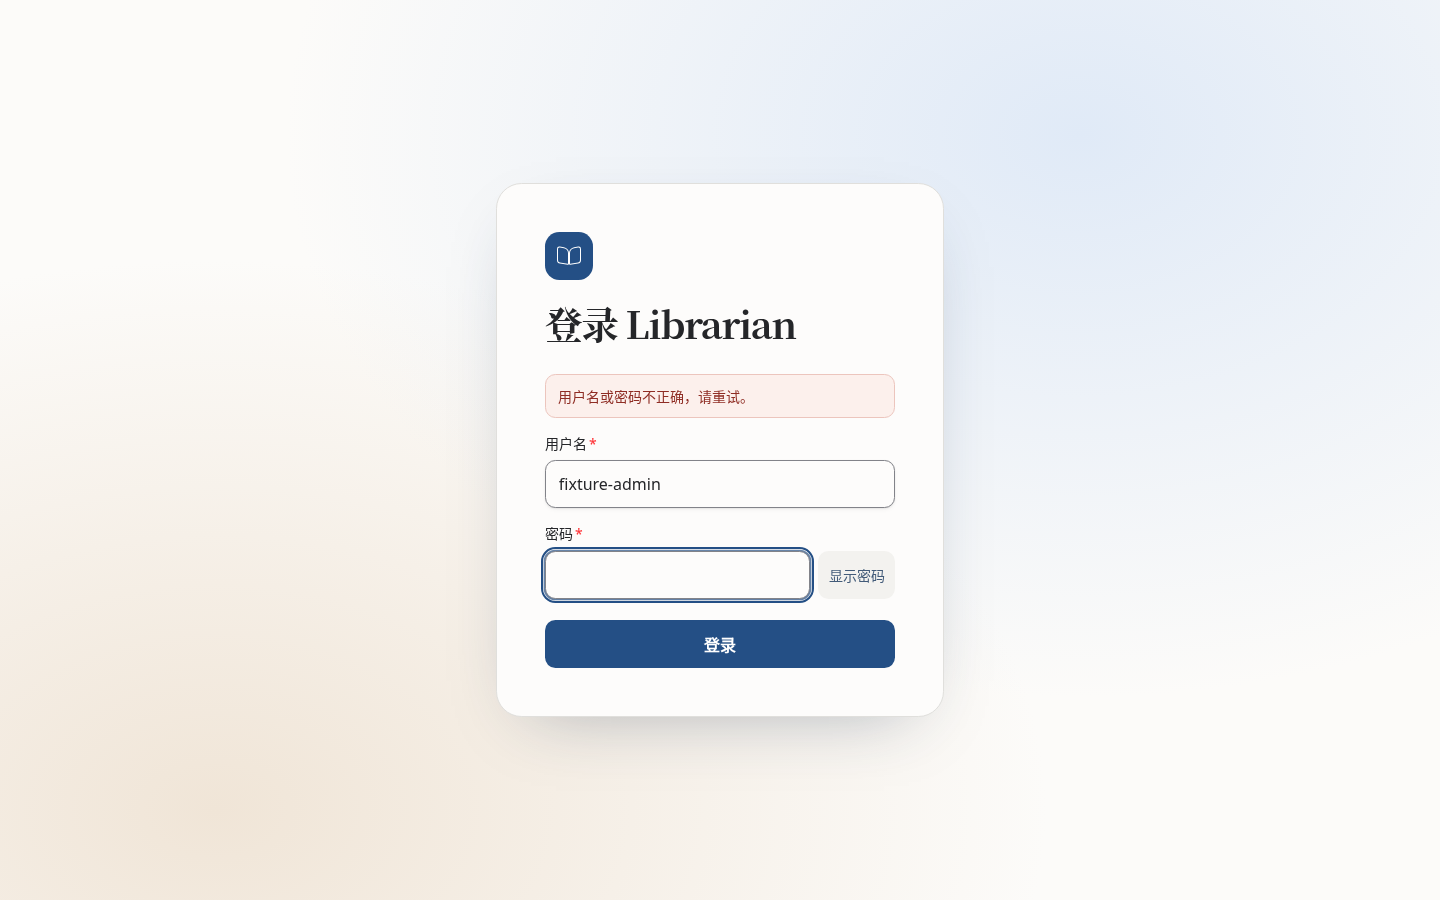 登录 Librarian
用户名或密码不正确，请重试。
用户名*
fixture-admin
密码*
显示密码
登录